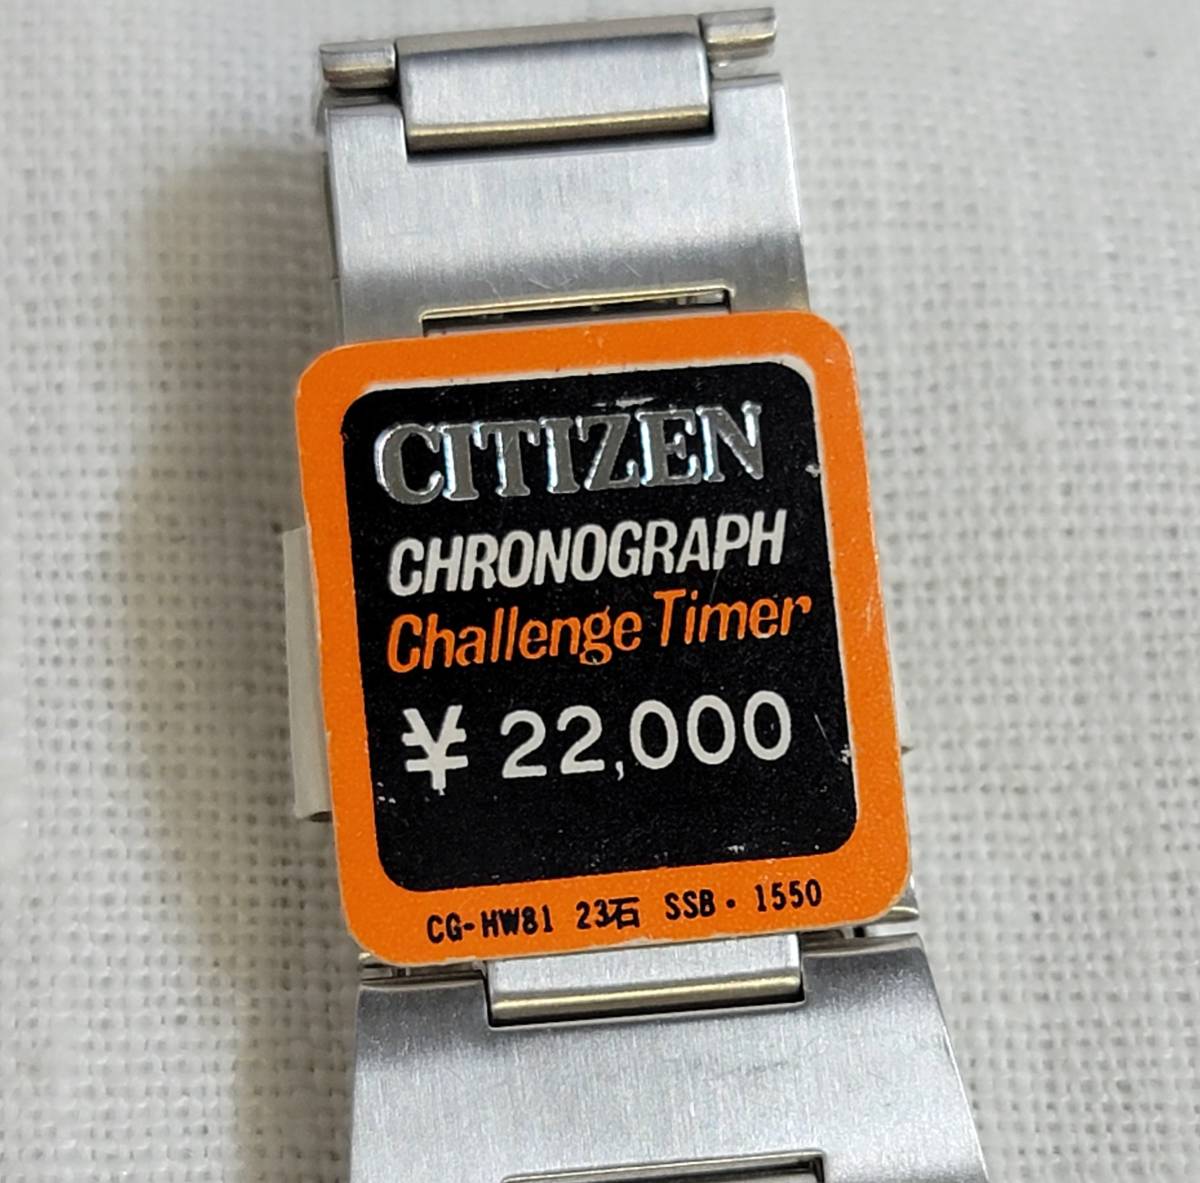 CITIZEN
CHRONOGRAPH
Challenge Timer
¥ 22,000
CG-HW81 23石 SSB・1550